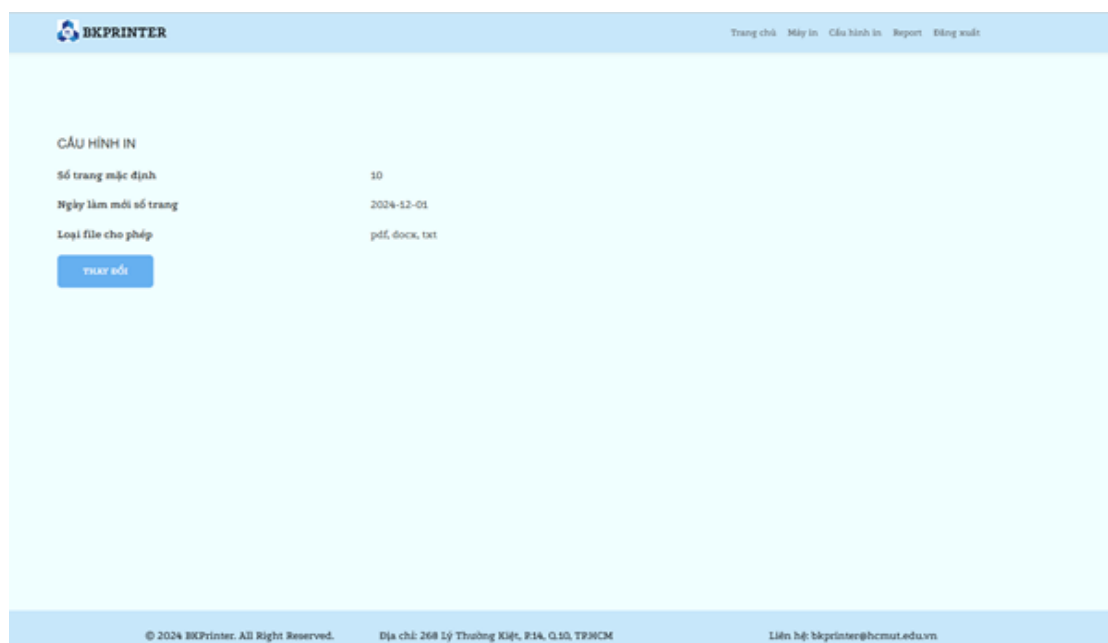 BKPRINTER
Trang chủ Máy in Cấu hình in Report Đăng xuất
CẤU HÌNH IN
Số trang mặc định 10
Ngày làm mới số trang 2024-12-01
Loại file cho phép pdf, docx, txt
THAY ĐỔI
© 2024 BKPrinter. All Right Reserved. Địa chỉ: 268 Lý Thường Kiệt, P.14, Q.10, TP.HCM Liên hệ: bkprinter@hcmut.edu.vn